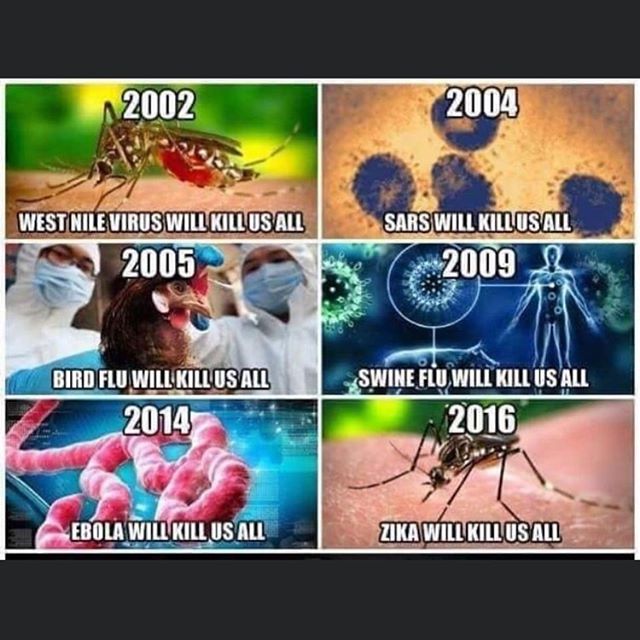 2002
WEST NILE VIRUS WILL KILL US ALL
2004
SARS WILL KILL US ALL
2005
BIRD FLU WILL KILL US ALL
2009
SWINE FLU WILL KILL US ALL
2014
EBOLA WILL KILL US ALL
2016
ZIKA WILL KILL US ALL